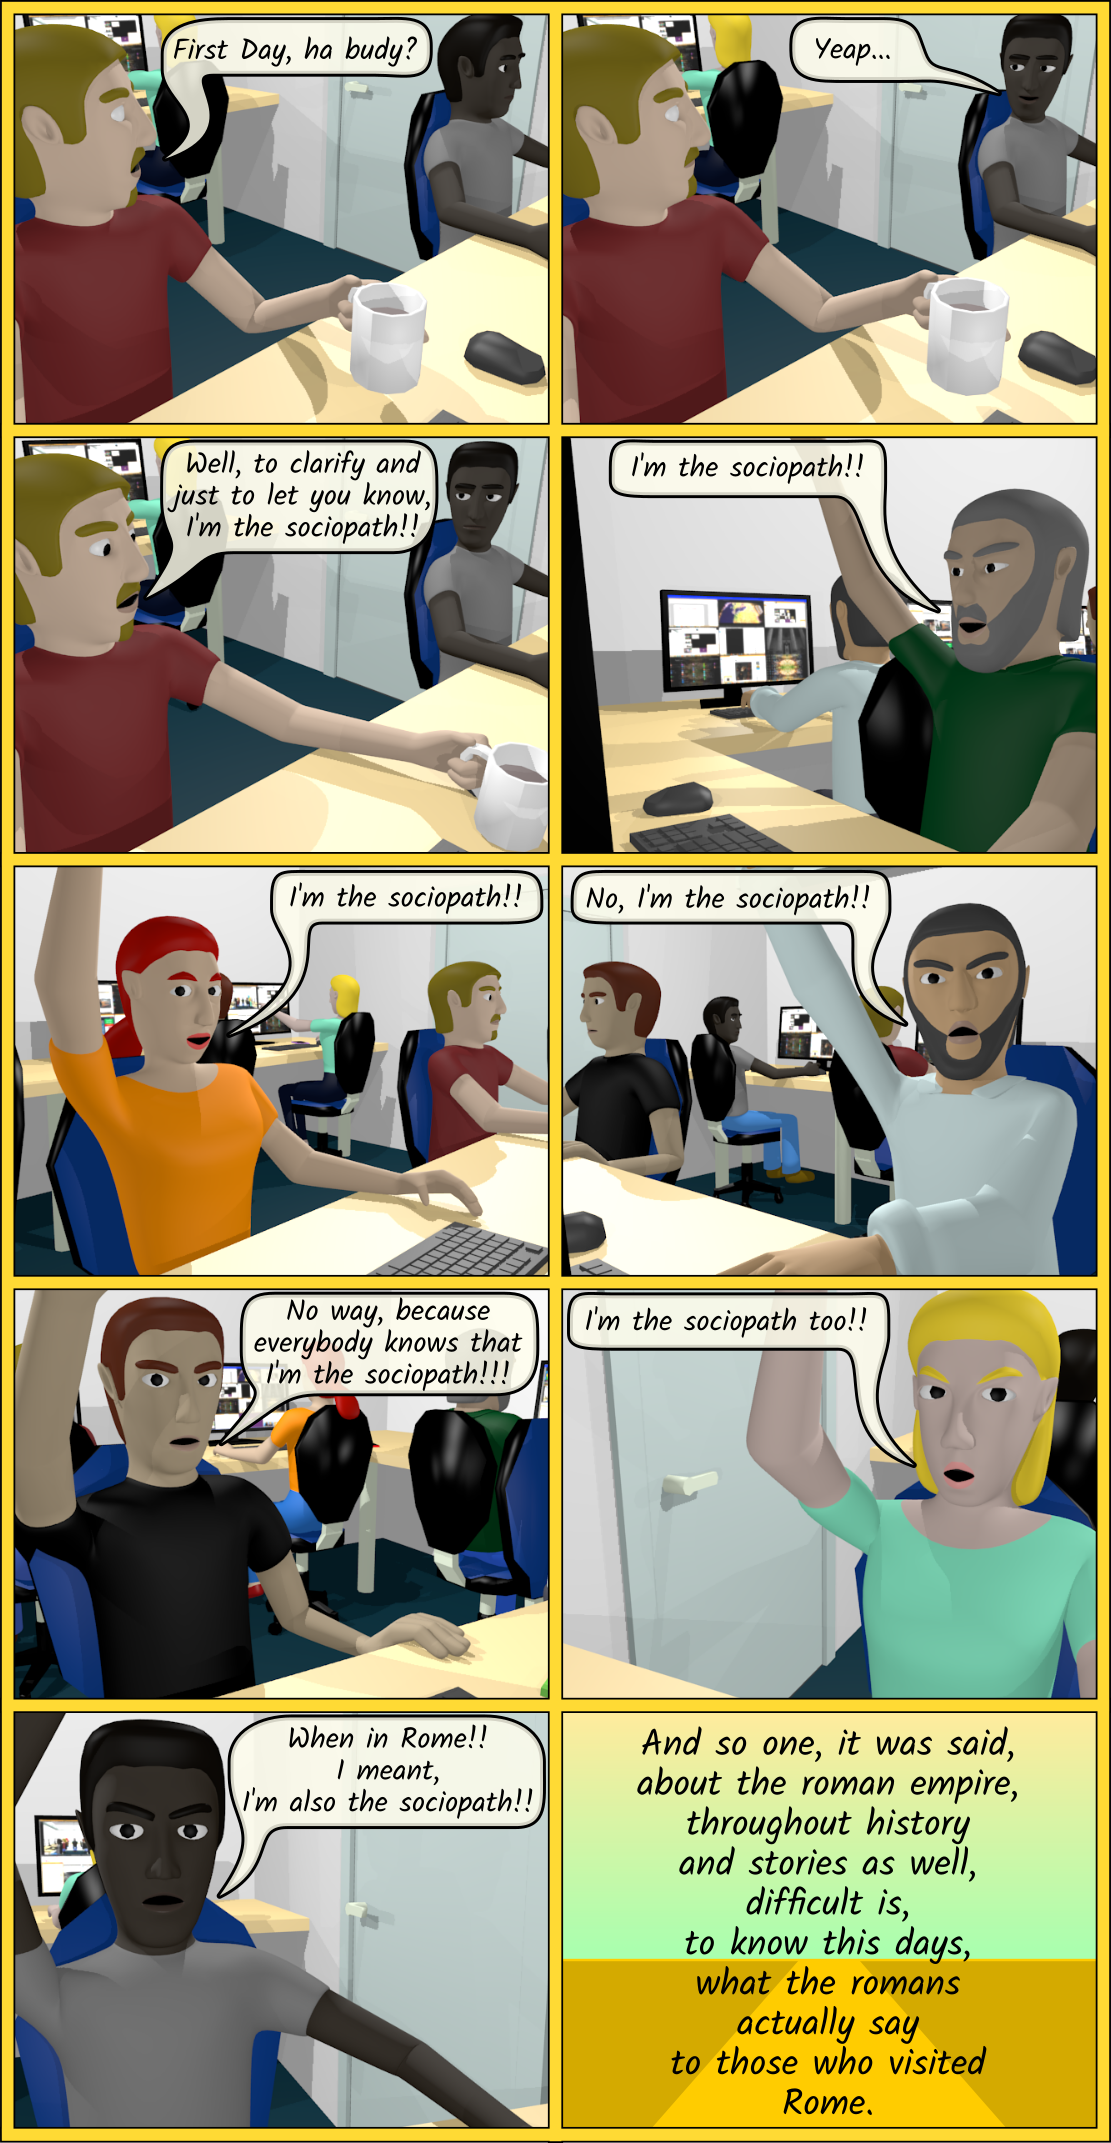 First Day, ha budy?
Yeap...
Well, to clarify and
just to let you know,
I'm the sociopath!!
I'm the sociopath!!
I'm the sociopath!!
No, I'm the sociopath!!
No way, because
everybody knows that
I'm the sociopath!!!
I'm the sociopath too!!
When in Rome!!
I meant,
I'm also the sociopath!!
And so one, it was said,
about the roman empire,
throughout history
and stories as well,
difficult is,
to know this days,
what the romans
actually say
to those who visited
Rome.